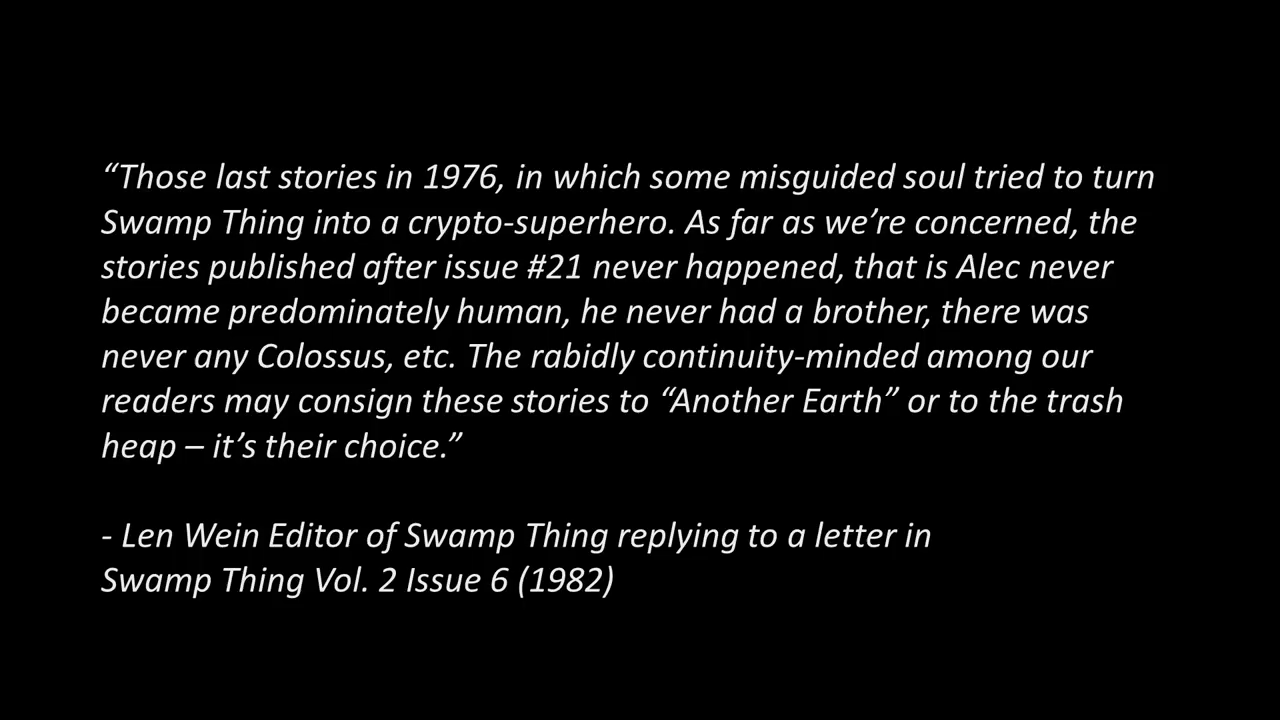 “Those last stories in 1976, in which some misguided soul tried to turn
Swamp Thing into a crypto-superhero. As far as we’re concerned, the
stories published after issue #21 never happened, that is Alec never
became predominately human, he never had a brother, there was
never any Colossus, etc. The rabidly continuity-minded among our
readers may consign these stories to “Another Earth” or to the trash
heap – it’s their choice.”
- Len Wein Editor of Swamp Thing replying to a letter in
Swamp Thing Vol. 2 Issue 6 (1982)